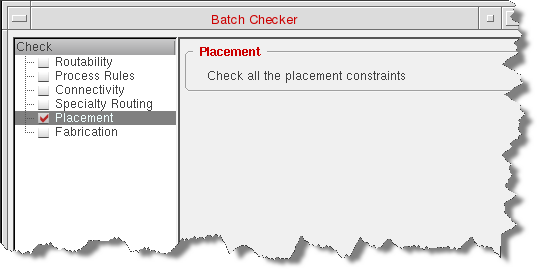 Batch Checker
Check
Routability
Process Rules
Connectivity
Specialty Routing
Placement
Fabrication
Placement
Check all the placement constraints